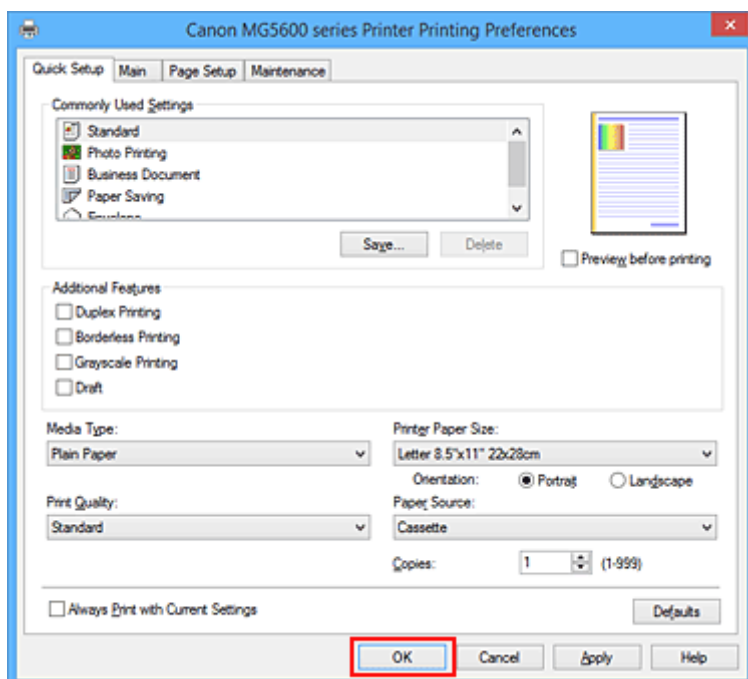 Canon MG5600 series Printer Printing Preferences
Quick Setup Main Page Setup Maintenance
Commonly Used Settings
Standard
Photo Printing
Business Document
Paper Saving
Envelope
Save... Delete
Preview before printing
Additional Features
Duplex Printing
Borderless Printing
Grayscale Printing
Draft
Media Type:
Plain Paper
Printer Paper Size:
Letter 8.5"x11" 22x28cm
Orientation: Portrait Landscape
Print Quality:
Standard
Paper Source:
Cassette
Copies: 1 (1-999)
Always Print with Current Settings
Defaults
OK Cancel Apply Help